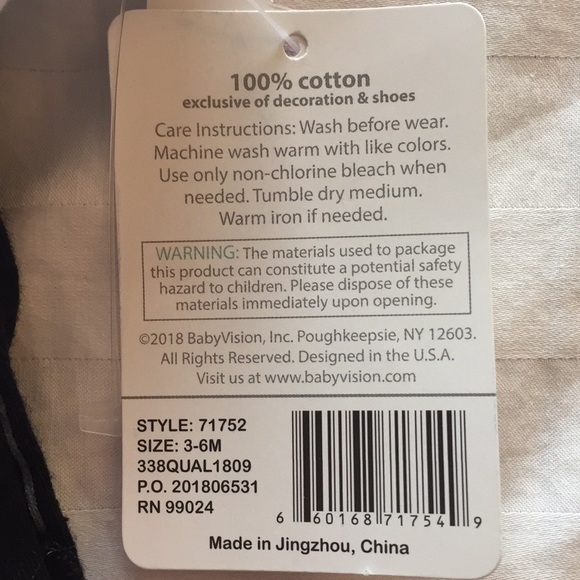 100% cotton
exclusive of decoration & shoes
Care Instructions: Wash before wear.
Machine wash warm with like colors.
Use only non-chlorine bleach when
needed. Tumble dry medium.
Warm iron if needed.
WARNING: The materials used to package
this product can constitute a potential safety
hazard to children. Please dispose of these
materials immediately upon opening.
©2018 BabyVision, Inc. Poughkeepsie, NY 12603.
All Rights Reserved. Designed in the U.S.A.
Visit us at www.babyvision.com
STYLE: 71752
SIZE: 3-6M
338QUAL1809
P.O. 201806531
RN 99024
6 60168 71754 9
Made in Jingzhou, China